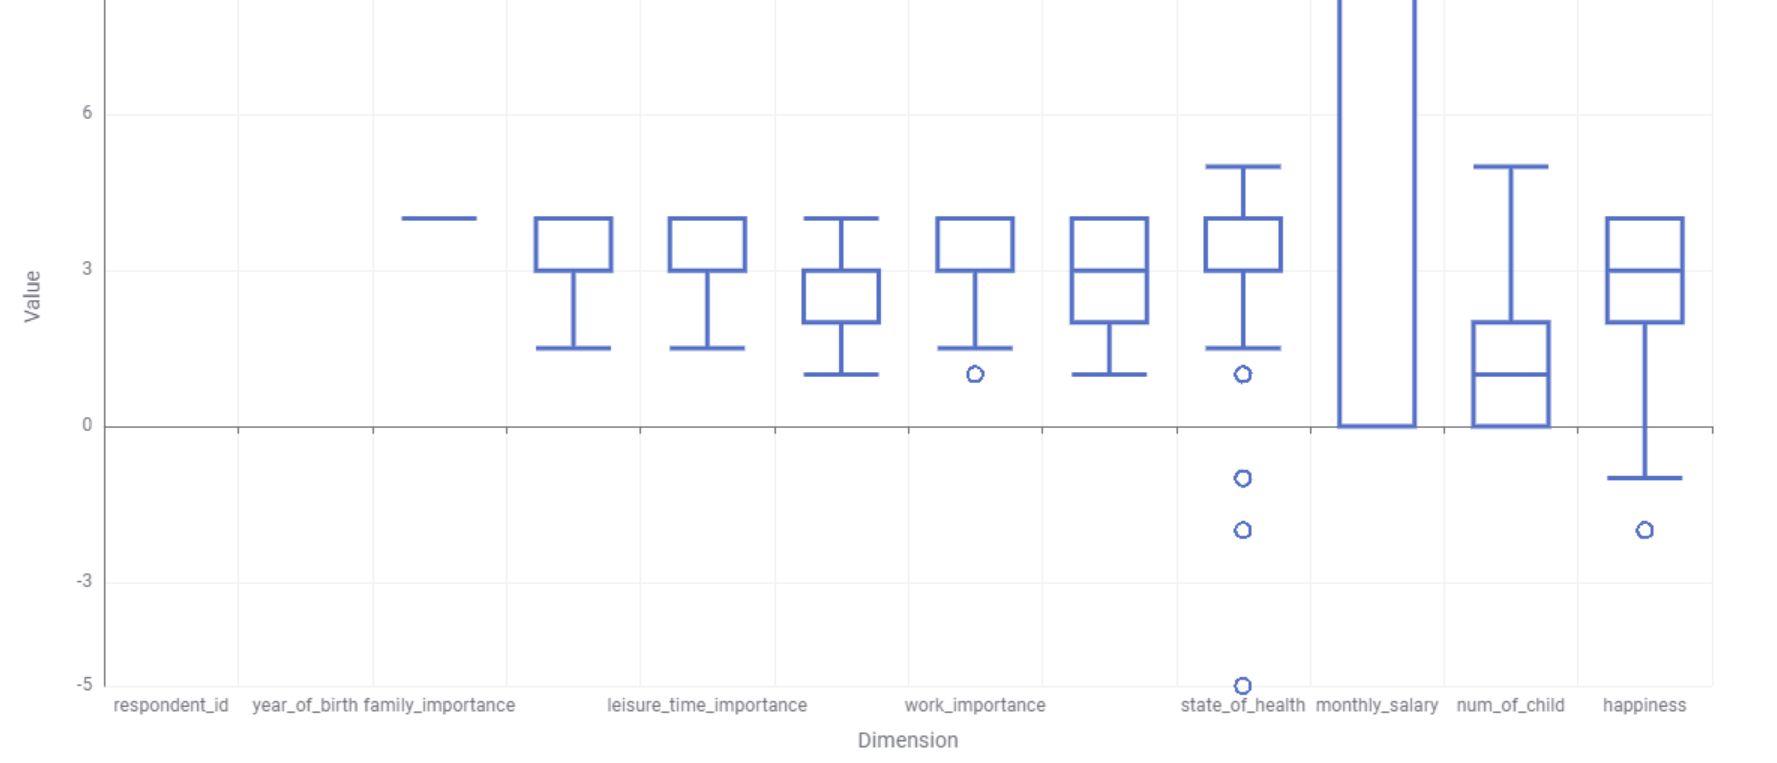 6
3
0
-3
-5
Value
respondent_id year_of_birth family_importance leisure_time_importance work_importance state_of_health monthly_salary num_of_child happiness
Dimension